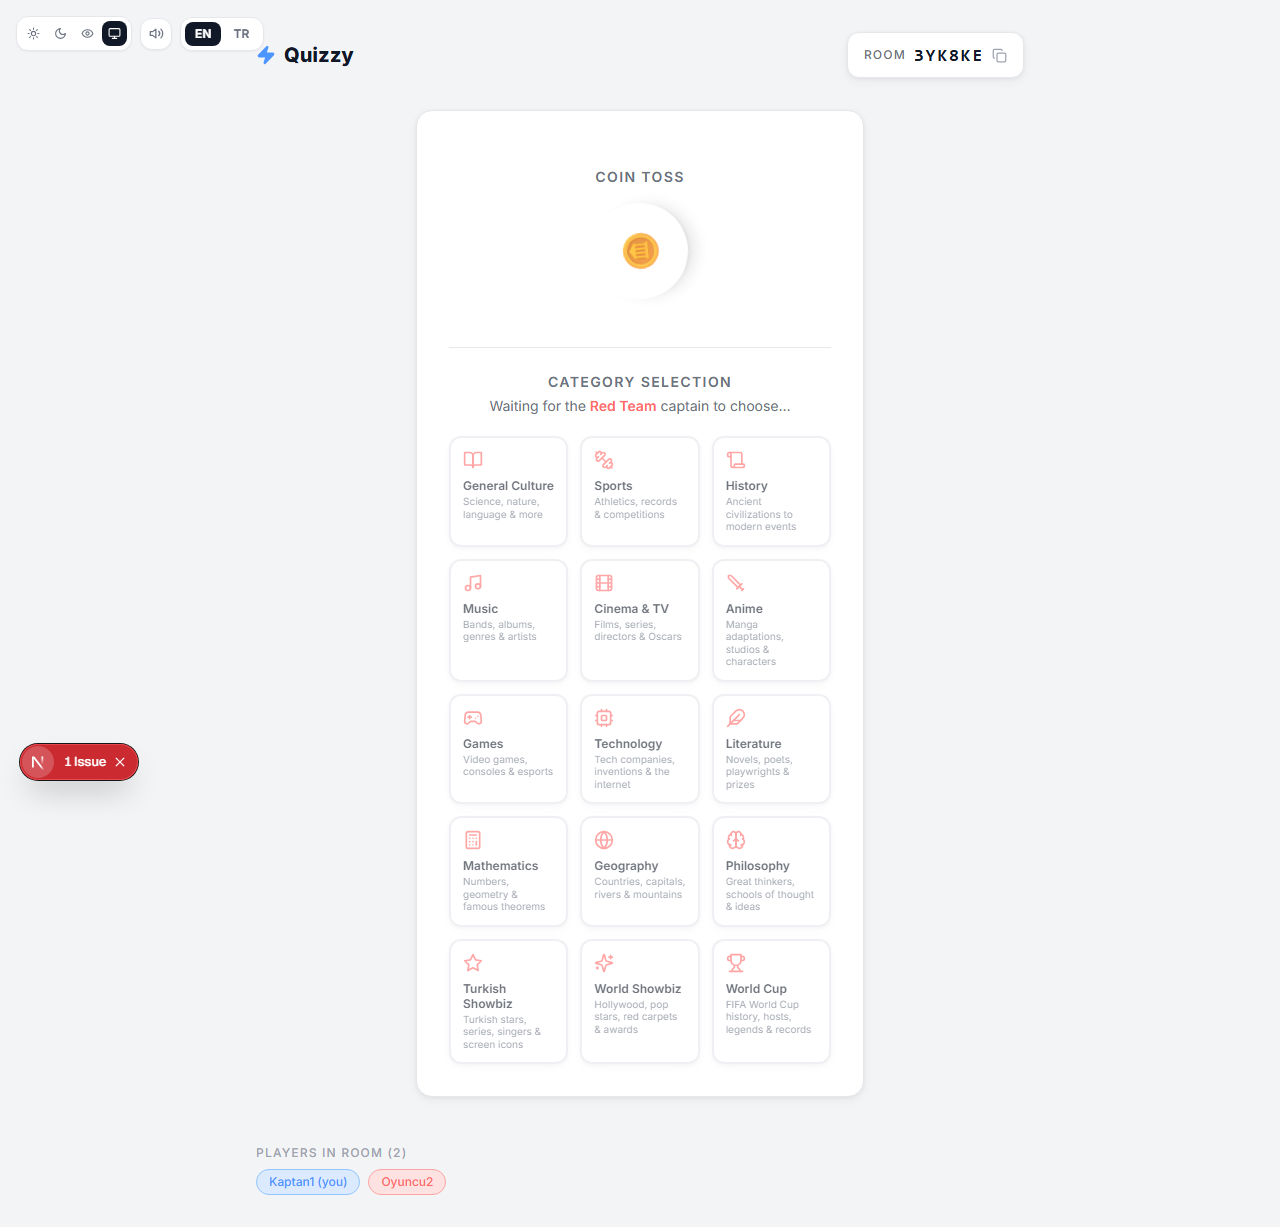 EN TR
Quizzy
ROOM 3YK8KE
COIN TOSS
CATEGORY SELECTION
Waiting for the Red Team captain to choose...
General Culture
Science, nature,
language & more
Sports
Athletics, records
& competitions
History
Ancient
civilizations to
modern events
Music
Bands, albums,
genres & artists
Cinema & TV
Films, series,
directors & Oscars
Anime
Manga
adaptations,
studios &
characters
Games
Video games,
consoles & esports
Technology
Tech companies,
inventions & the
internet
Literature
Novels, poets,
playwrights &
prizes
N 1 Issue
Mathematics
Numbers,
geometry &
famous theorems
Geography
Countries, capitals,
rivers & mountains
Philosophy
Great thinkers,
schools of thought
& ideas
Turkish
Showbiz
Turkish stars,
series, singers &
screen icons
World Showbiz
Hollywood, pop
stars, red carpets
& awards
World Cup
FIFA World Cup
history, hosts,
legends & records
PLAYERS IN ROOM (2)
Kaptan1 (you) Oyuncu2